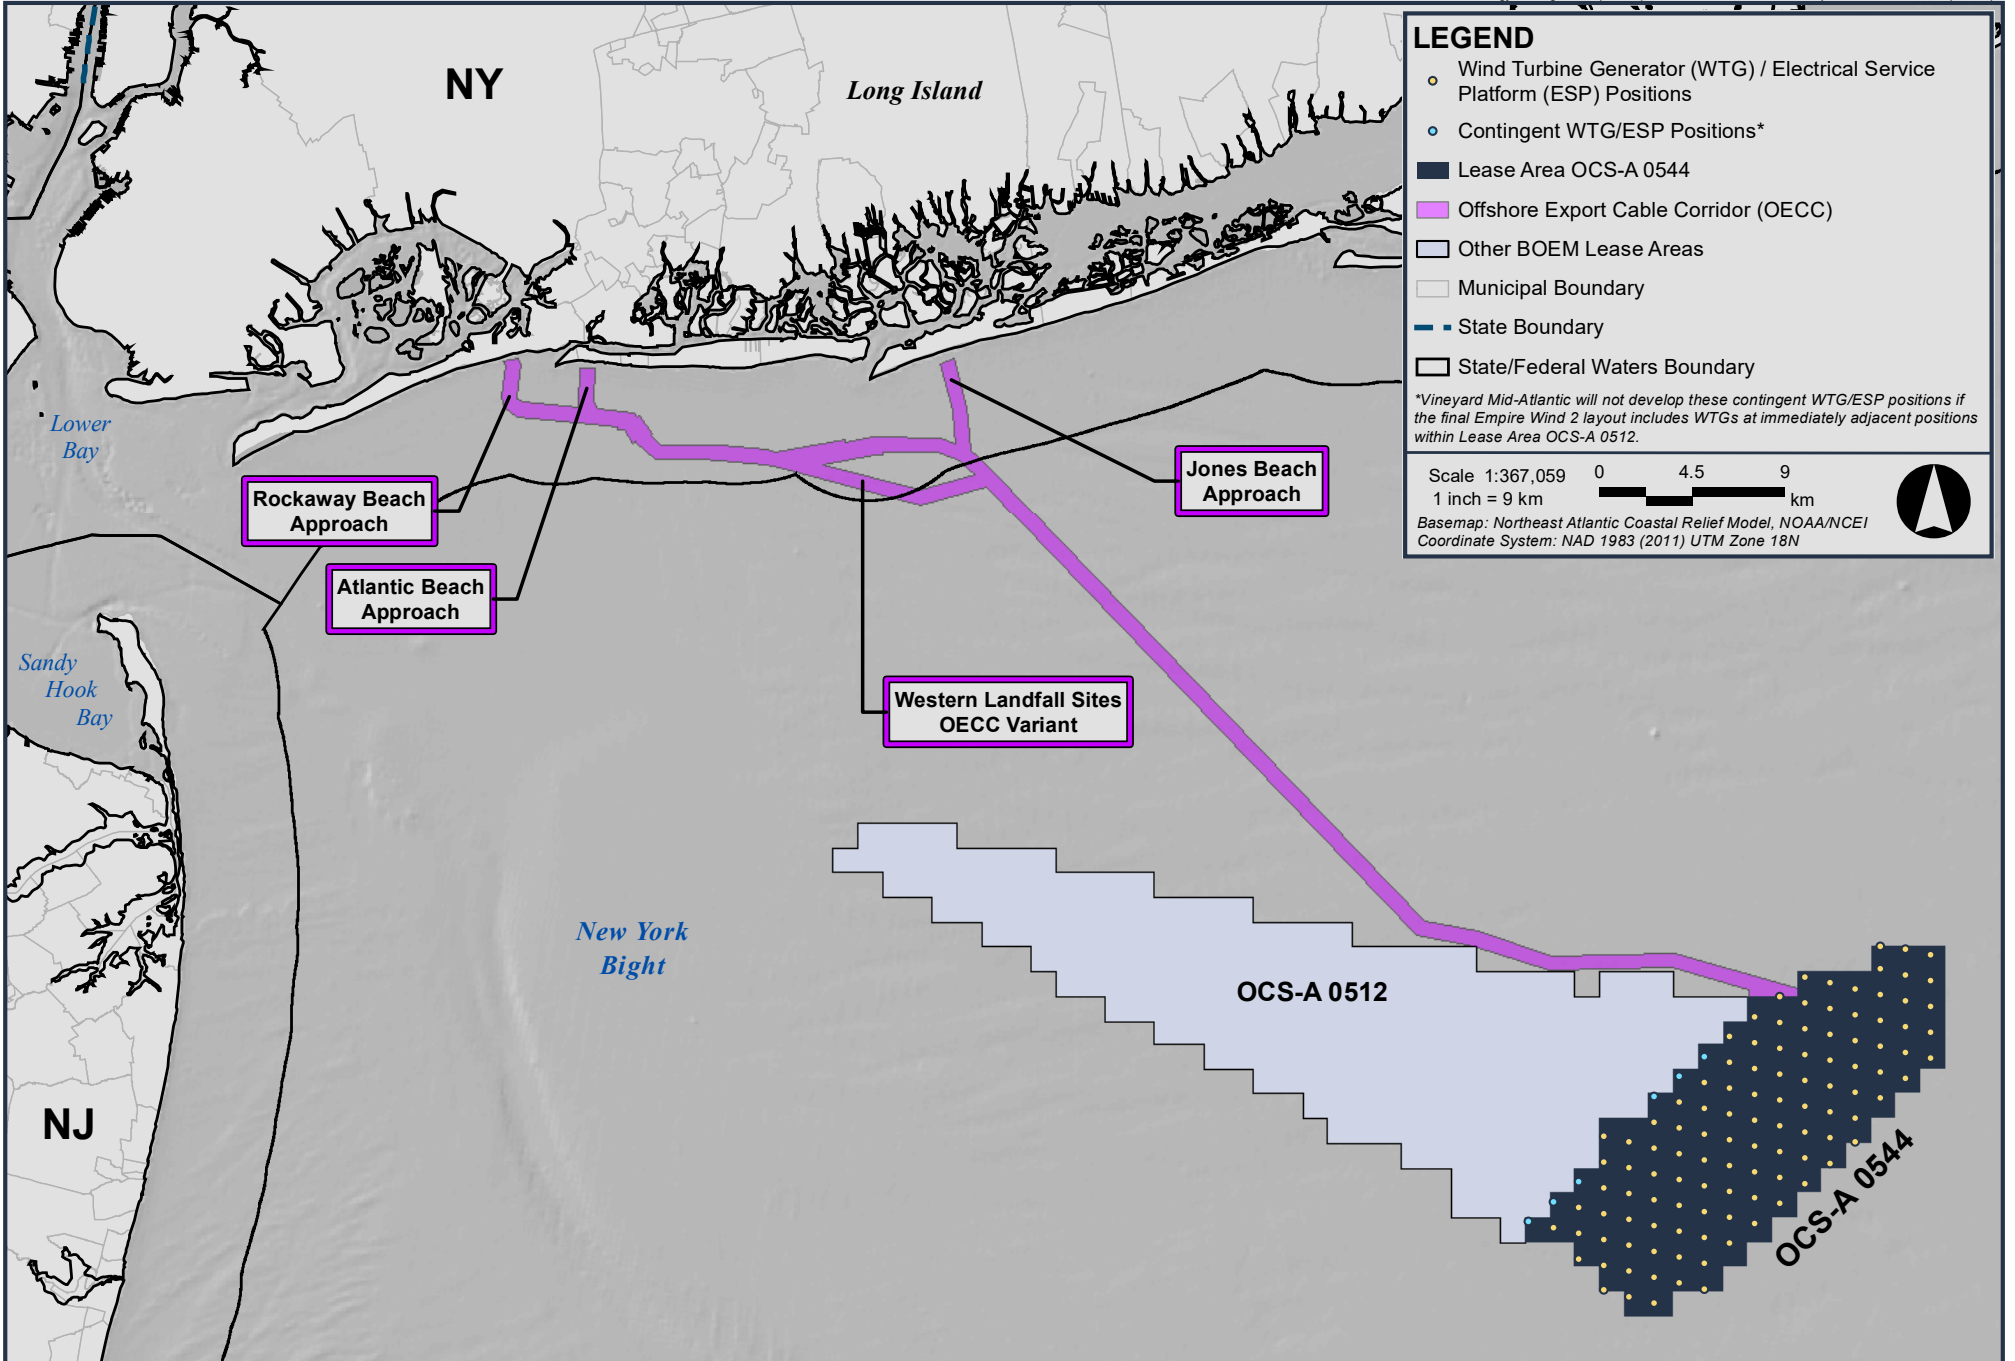 NY
Long Island
LEGEND
Wind Turbine Generator (WTG) / Electrical Service
Platform (ESP) Positions
Contingent WTG/ESP Positions*
Lease Area OCS-A 0544
Offshore Export Cable Corridor (OECC)
Other BOEM Lease Areas
Municipal Boundary
State Boundary
State/Federal Waters Boundary
*Vineyard Mid-Atlantic will not develop these contingent WTG/ESP positions if
the final Empire Wind 2 layout includes WTGs at immediately adjacent positions
within Lease Area OCS-A 0512.
Scale 1:367,059
1 inch = 9 km
0 4.5 9
km
Basemap: Northeast Atlantic Coastal Relief Model, NOAA/NCEI
Coordinate System: NAD 1983 (2011) UTM Zone 18N
Lower
Bay
Rockaway Beach
Approach
Jones Beach
Approach
Atlantic Beach
Approach
Sandy
Hook
Bay
Western Landfall Sites
OECC Variant
New York
Bight
OCS-A 0512
NJ
OCS-A 0544